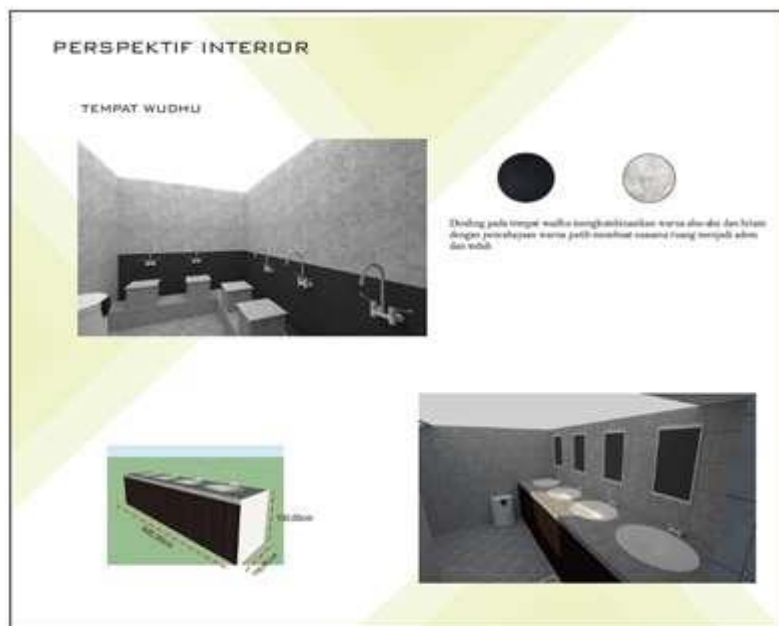 PERSPEKTIF INTERIOR
TEMPAT WUDHU
Dinding pada tempat wudhu mengkombinasikan warna abu-abu dan hitam
dengan pencahayaan warna putih membuat suasana ruang menjadi adem
dan teduh